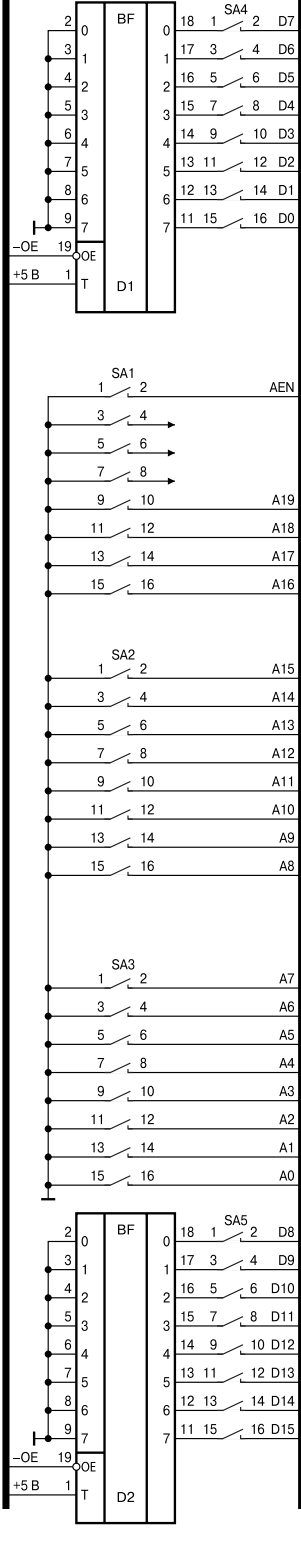 SA4
2 BF 18 1 2 D7
0 0
3 17 3 4 D6
1 1
4 16 5 6 D5
2 2
5 15 7 8 D4
3 3
6 14 9 10 D3
4 4
7 13 11 12 D2
5 5
8 12 13 14 D1
6 6
9 11 15 16 D0
7 7
–OE 19 OE
+5 В 1 T D1
SA1
1 2 AEN
3 4
5 6
7 8
9 10 A19
11 12 A18
13 14 A17
15 16 A16
SA2
1 2 A15
3 4 A14
5 6 A13
7 8 A12
9 10 A11
11 12 A10
13 14 A9
15 16 A8
SA3
1 2 A7
3 4 A6
5 6 A5
7 8 A4
9 10 A3
11 12 A2
13 14 A1
15 16 A0
SA5
2 BF 18 1 2 D8
0 0
3 17 3 4 D9
1 1
4 16 5 6 D10
2 2
5 15 7 8 D11
3 3
6 14 9 10 D12
4 4
7 13 11 12 D13
5 5
8 12 13 14 D14
6 6
9 11 15 16 D15
7 7
–OE 19 OE
+5 В 1 T D2